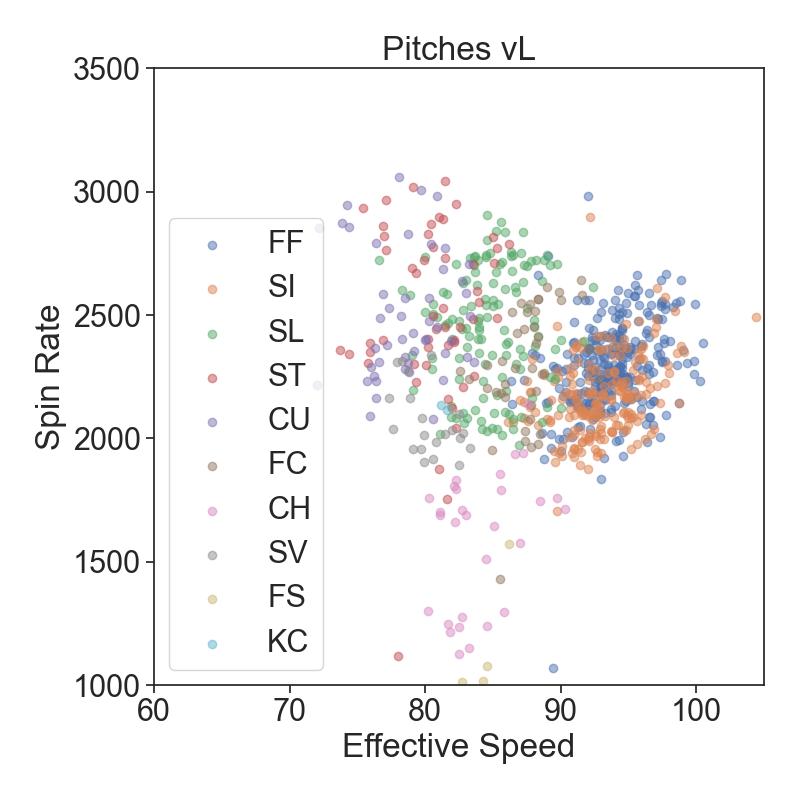 Pitches vL
3500
3000
2500
2000
1500
1000
Spin Rate
FF
SI
SL
ST
CU
FC
CH
SV
FS
KC
60 70 80 90 100
Effective Speed